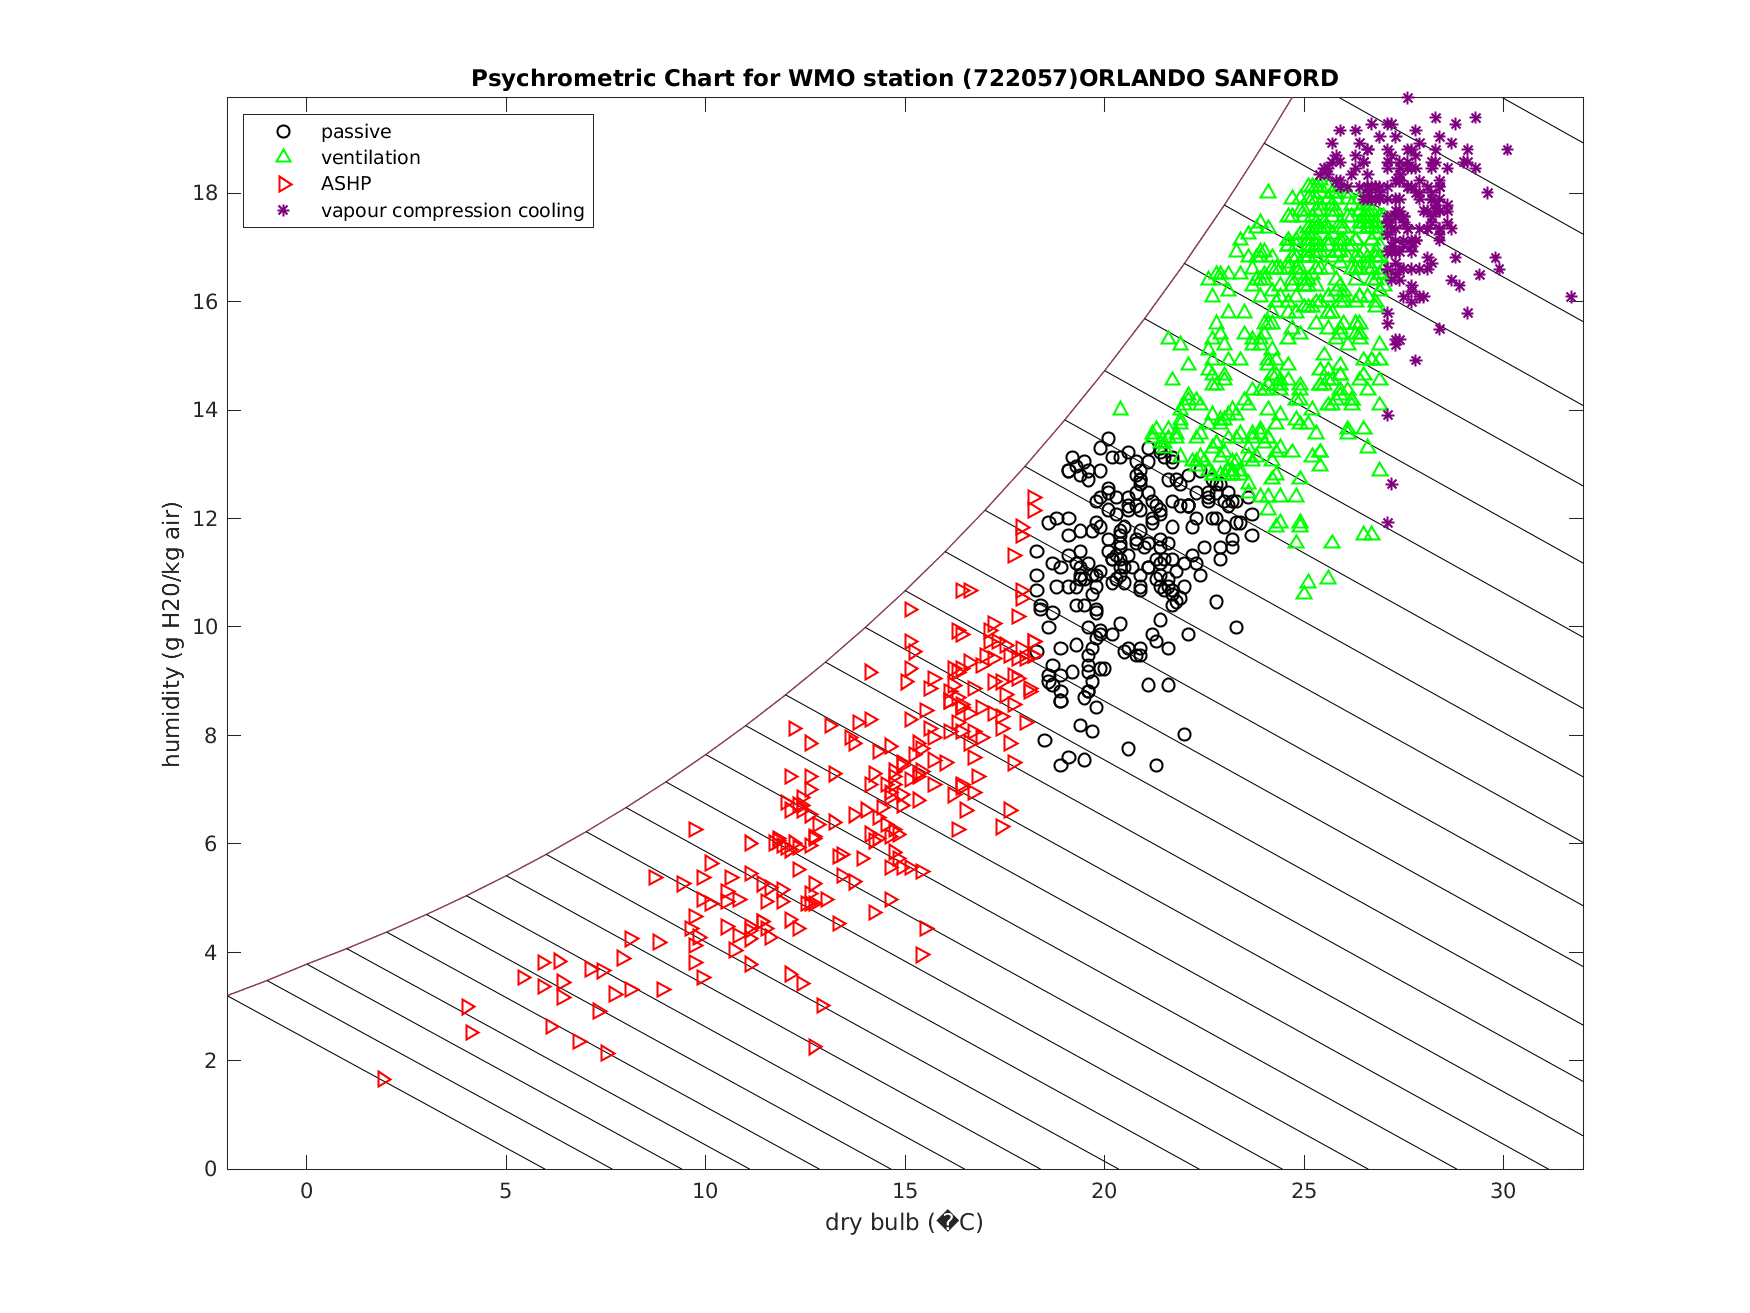 Psychrometric Chart for WMO station (722057)ORLANDO SANFORD
passive
ventilation
ASHP
vapour compression cooling
humidity (g H20/kg air)
18
16
14
12
10
8
6
4
2
0
0 5 10 15 20 25 30
dry bulb (�C)